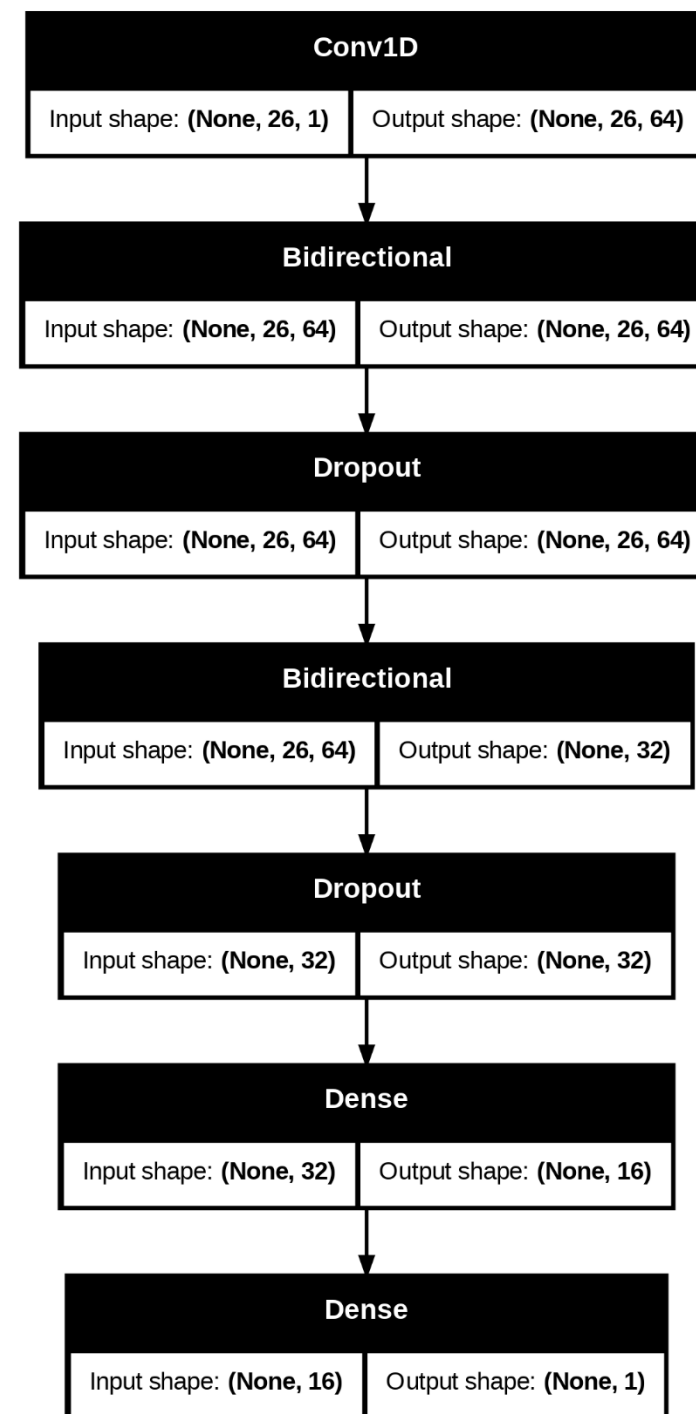 Conv1D
Input shape: (None, 26, 1) Output shape: (None, 26, 64)
Bidirectional
Input shape: (None, 26, 64) Output shape: (None, 26, 64)
Dropout
Input shape: (None, 26, 64) Output shape: (None, 26, 64)
Bidirectional
Input shape: (None, 26, 64) Output shape: (None, 32)
Dropout
Input shape: (None, 32) Output shape: (None, 32)
Dense
Input shape: (None, 32) Output shape: (None, 16)
Dense
Input shape: (None, 16) Output shape: (None, 1)